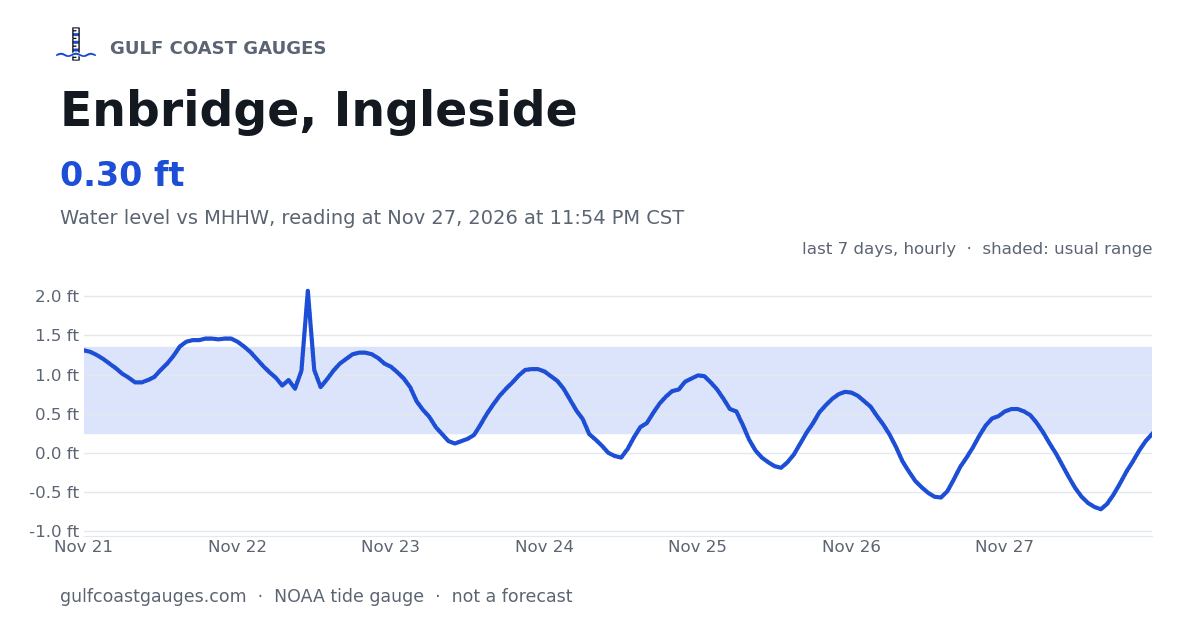 GULF COAST GAUGES
Enbridge, Ingleside
0.30 ft
Water level vs MHHW, reading at Nov 27, 2026 at 11:54 PM CST
last 7 days, hourly · shaded: usual range
2.0 ft
1.5 ft
1.0 ft
0.5 ft
0.0 ft
-0.5 ft
-1.0 ft
Nov 21 Nov 22 Nov 23 Nov 24 Nov 25 Nov 26 Nov 27
gulfcoastgauges.com · NOAA tide gauge · not a forecast